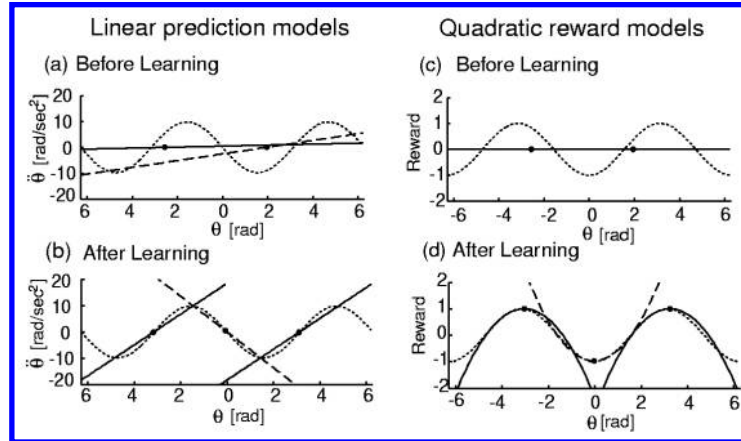 Linear prediction models
Quadratic reward models
(a) Before Learning
20
10
0
-10
-20
θ̈ [rad/sec²]
6 4 2 0 2 4 6
θ [rad]
(c) Before Learning
2
1
0
-1
-2
Reward
-6 -4 -2 0 2 4 6
θ [rad]
(b) After Learning
20
10
0
-10
-20
θ̈ [rad/sec²]
6 4 2 0 2 4 6
θ [rad]
(d) After Learning
2
1
0
-1
-2
Reward
-6 -4 -2 0 2 4 6
θ [rad]